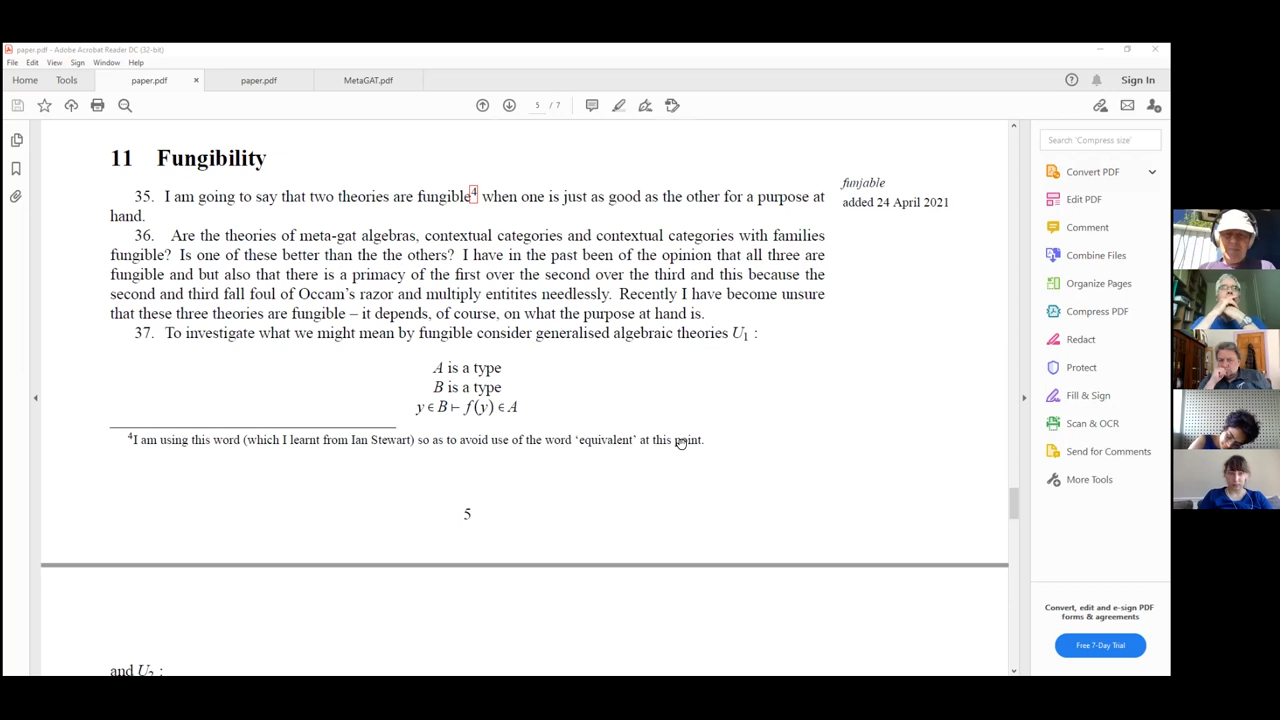 paper.pdf - Adobe Acrobat Reader DC (32-bit)
File Edit View Sign Window Help
Home Tools paper.pdf × paper.pdf MetaGAT.pdf Sign In
5 / 7
11 Fungibility
35. I am going to say that two theories are fungible4 when one is just as good as the other for a purpose at
hand.
funjable
added 24 April 2021
36. Are the theories of meta-gat algebras, contextual categories and contextual categories with families
fungible? Is one of these better than the the others? I have in the past been of the opinion that all three are
fungible and but also that there is a primacy of the first over the second over the third and this because the
second and third fall foul of Occam's razor and multiply entitites needlessly. Recently I have become unsure
that these three theories are fungible – it depends, of course, on what the purpose at hand is.
37. To investigate what we might mean by fungible consider generalised algebraic theories U1 :
A is a type
B is a type
y ∈ B ⊢ f(y) ∈ A
4I am using this word (which I learnt from Ian Stewart) so as to avoid use of the word ‘equivalent’ at this point.
5
and U2 :
Search 'Compress size'
Convert PDF
Edit PDF
Comment
Combine Files
Organize Pages
Compress PDF
Redact
Protect
Fill & Sign
Scan & OCR
Send for Comments
More Tools
Convert, edit and e-sign PDF
forms & agreements
Free 7-Day Trial